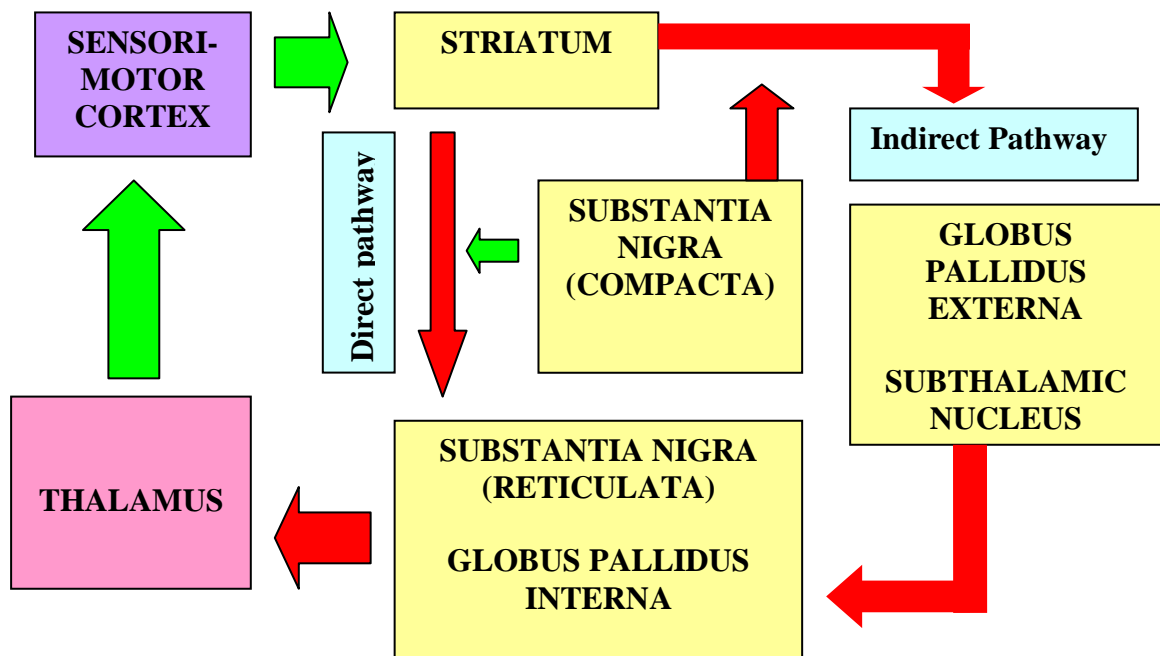 SENSORI-
MOTOR
CORTEX
STRIATUM
Indirect Pathway
Direct pathway
SUBSTANTIA
NIGRA
(COMPACTA)
GLOBUS
PALLIDUS
EXTERNA
SUBTHALAMIC
NUCLEUS
THALAMUS
SUBSTANTIA NIGRA
(RETICULATA)
GLOBUS PALLIDUS
INTERNA